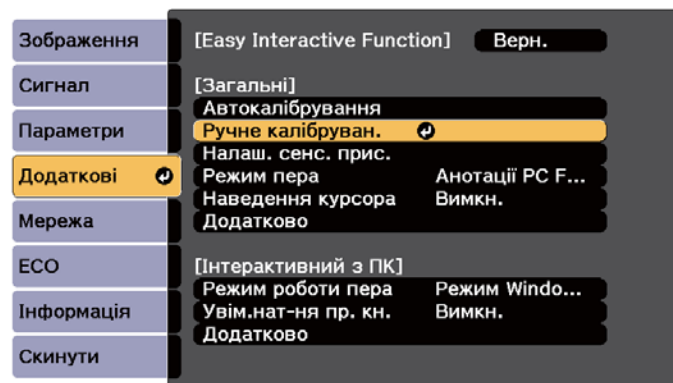 Зображення
Сигнал
Параметри
Додаткові
Мережа
ECO
Інформація
Скинути
[Easy Interactive Function] Верн.
[Загальні]
Автокалібрування
Ручне калібруван.
Налаш. сенс. прис.
Режим пера Анотації PC F...
Наведення курсора Вимкн.
Додатково
[Інтерактивний з ПК]
Режим роботи пера Режим Windo...
Увім.нат-ня пр. кн. Вимкн.
Додатково